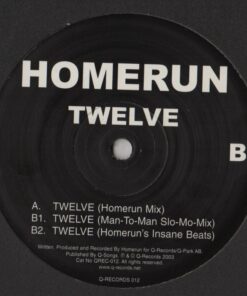 HOMERUN
TWELVE
B
A. TWELVE (Homerun Mix)
B1. TWELVE (Man-To-Man Slo-Mo-Mix)
B2. TWELVE (Homerun's Insane Beats)
Written, Produced and Recorded By Homerun for Q-Records/Q-Park AB.
Published By Q-Songs. ℗ & © Q-Records 2003
Cat No QREC-012. All rights reserved.
www.q-records.net
Q-RECORDS 012